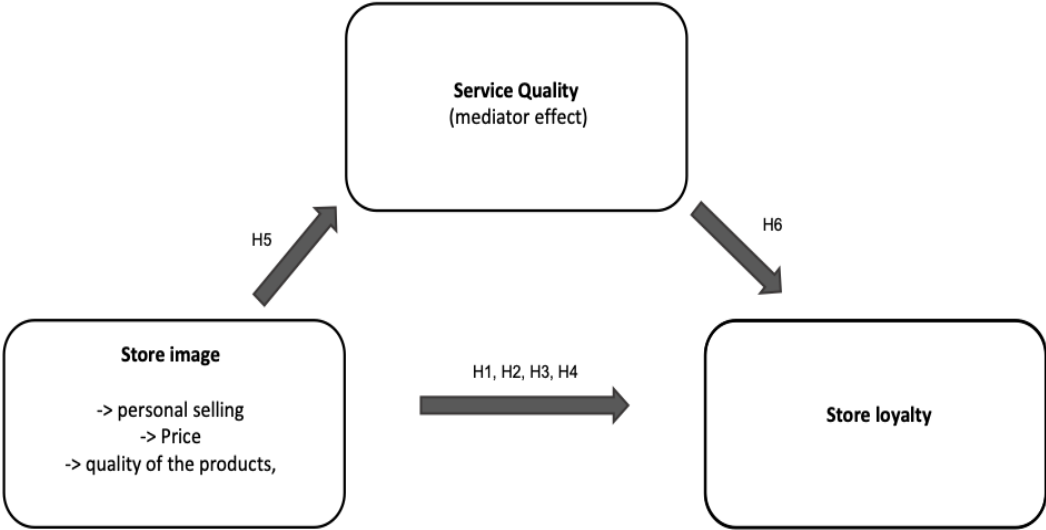 Service Quality
(mediator effect)
H5
H6
Store image
-> personal selling
-> Price
-> quality of the products,
H1, H2, H3, H4
Store loyalty